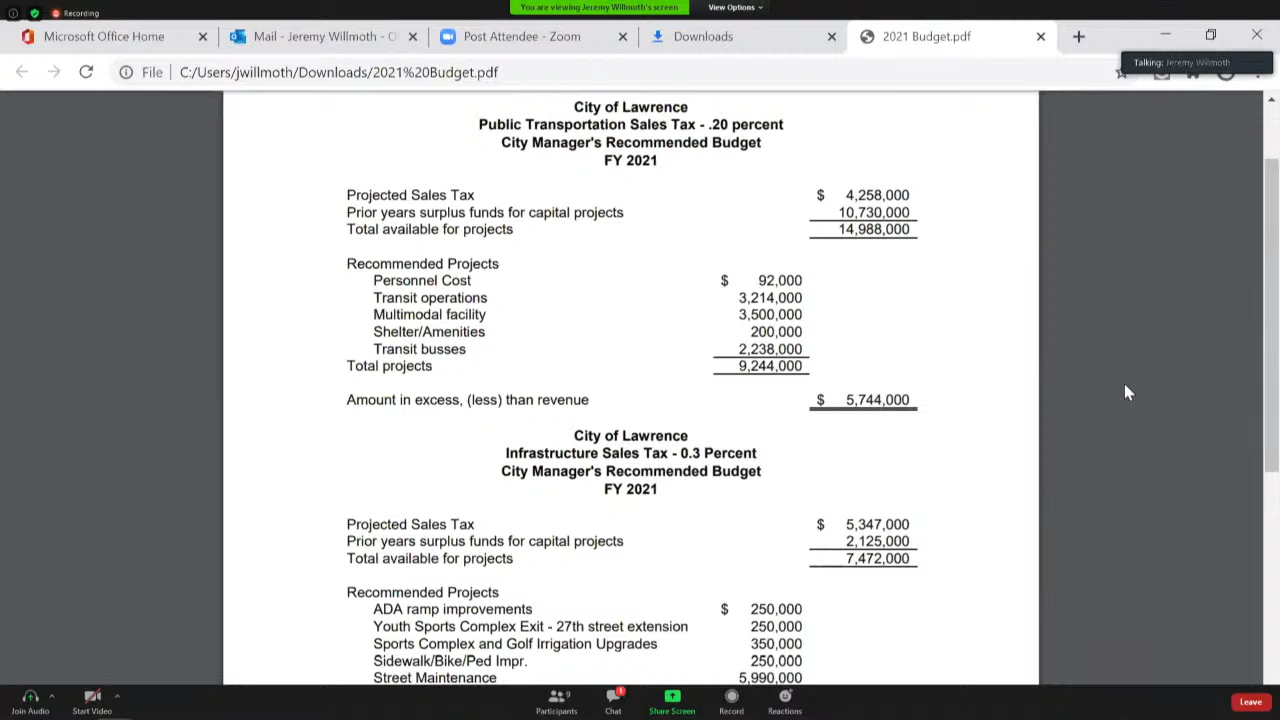 Recording
You are viewing Jeremy Willmoth's screen
View Options
Microsoft Office Home
Mail - Jeremy Willmoth - O
Post Attendee - Zoom
Downloads
2021 Budget.pdf
Talking: Jeremy Willmoth
File
C:/Users/jwillmoth/Downloads/2021%20Budget.pdf
City of Lawrence
Public Transportation Sales Tax - .20 percent
City Manager's Recommended Budget
FY 2021
Projected Sales Tax $ 4,258,000
Prior years surplus funds for capital projects 10,730,000
Total available for projects 14,988,000
Recommended Projects
Personnel Cost $ 92,000
Transit operations 3,214,000
Multimodal facility 3,500,000
Shelter/Amenities 200,000
Transit busses 2,238,000
Total projects 9,244,000
Amount in excess, (less) than revenue $ 5,744,000
City of Lawrence
Infrastructure Sales Tax - 0.3 Percent
City Manager's Recommended Budget
FY 2021
Projected Sales Tax $ 5,347,000
Prior years surplus funds for capital projects 2,125,000
Total available for projects 7,472,000
Recommended Projects
ADA ramp improvements $ 250,000
Youth Sports Complex Exit - 27th street extension 250,000
Sports Complex and Golf Irrigation Upgrades 350,000
Sidewalk/Bike/Ped Impr. 250,000
Street Maintenance 5,990,000
Join Audio
Start Video
9
Participants
1
Chat
Share Screen
Record
Reactions
Leave